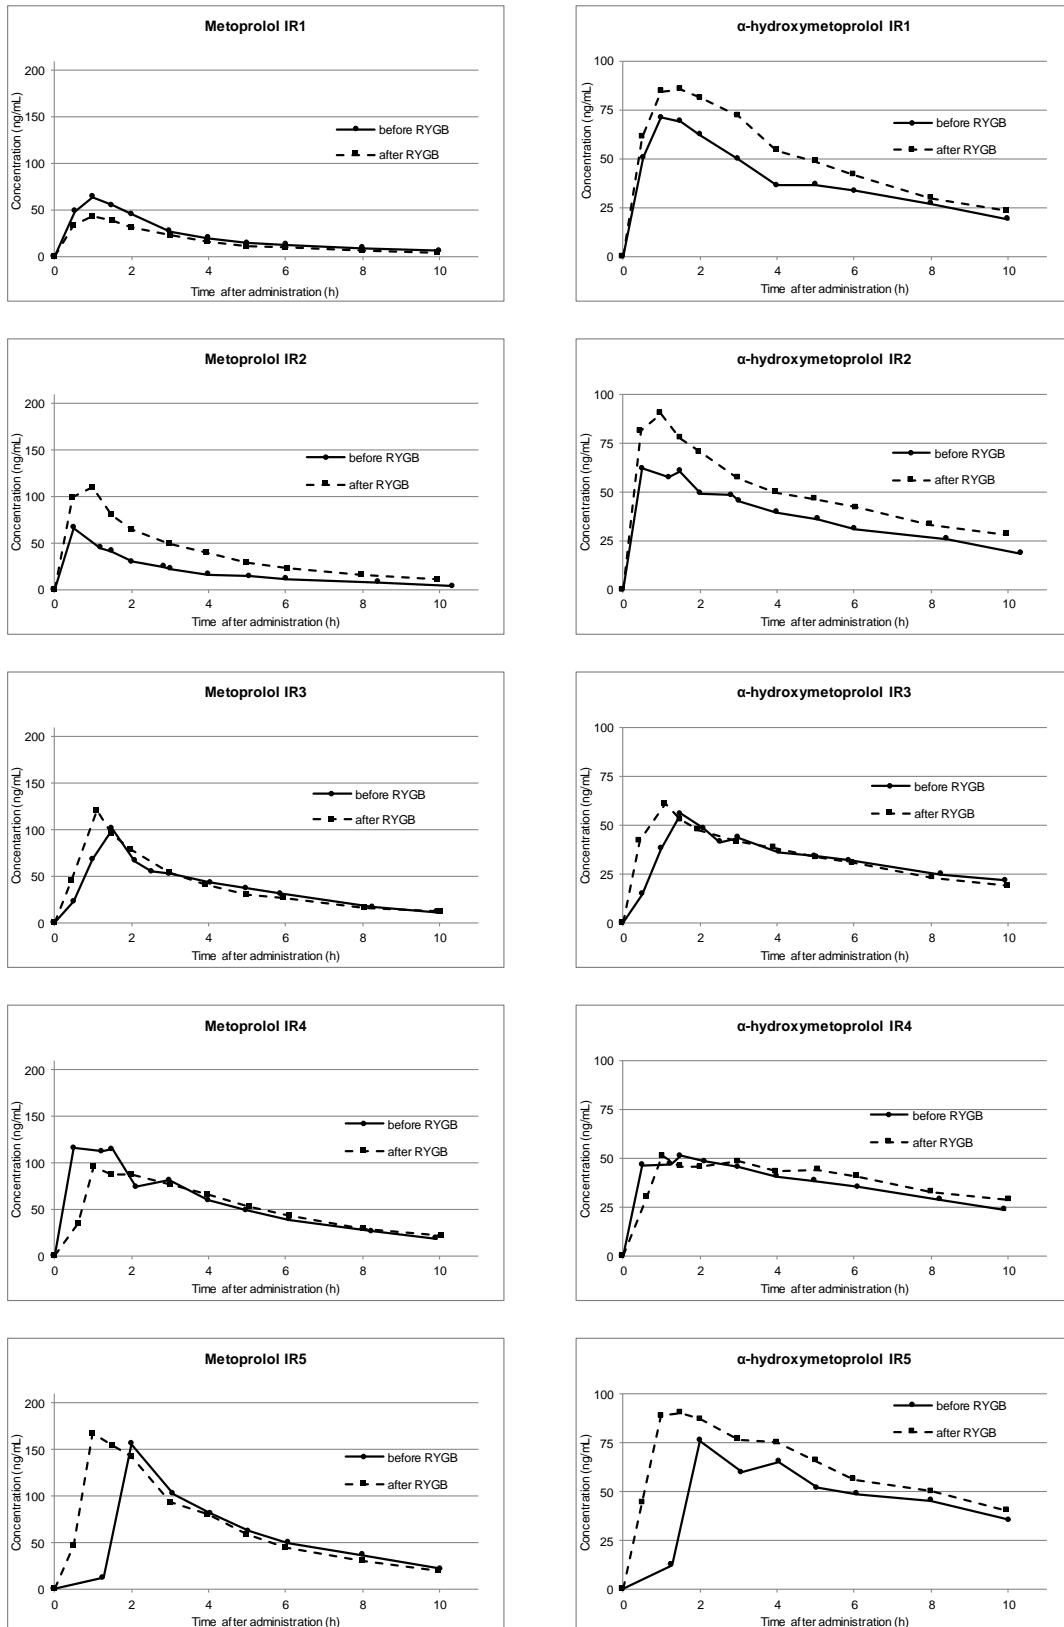 Metoprolol IR1
Concentration (ng/mL)
200
150
100
50
0
before RYGB
after RYGB
0 2 4 6 8 10
Time after administration (h)
α-hydroxymetoprolol IR1
Concentration (ng/mL)
100
75
50
25
0
before RYGB
after RYGB
0 2 4 6 8 10
Time after administration (h)
Metoprolol IR2
Concentration (ng/mL)
200
150
100
50
0
before RYGB
after RYGB
0 2 4 6 8 10
Time after administration (h)
α-hydroxymetoprolol IR2
Concentration (ng/mL)
100
75
50
25
0
before RYGB
after RYGB
0 2 4 6 8 10
Time after administration (h)
Metoprolol IR3
Concentartion (ng/mL)
200
150
100
50
0
before RYGB
after RYGB
0 2 4 6 8 10
Time after administration (h)
α-hydroxymetoprolol IR3
Concentration (ng/mL)
100
75
50
25
0
before RYGB
after RYGB
0 2 4 6 8 10
Time after administration (h)
Metoprolol IR4
Concentration (ng/mL)
200
150
100
50
0
before RYGB
after RYGB
0 2 4 6 8 10
Time after administration (h)
α-hydroxymetoprolol IR4
Concentration (ng/mL)
100
75
50
25
0
before RYGB
after RYGB
0 2 4 6 8 10
Time after administration (h)
Metoprolol IR5
Concentration (ng/mL)
200
150
100
50
0
before RYGB
after RYGB
0 2 4 6 8 10
Time after administration (h)
α-hydroxymetoprolol IR5
Concentration (ng/mL)
100
75
50
25
0
before RYGB
after RYGB
0 2 4 6 8 10
Time after administration (h)